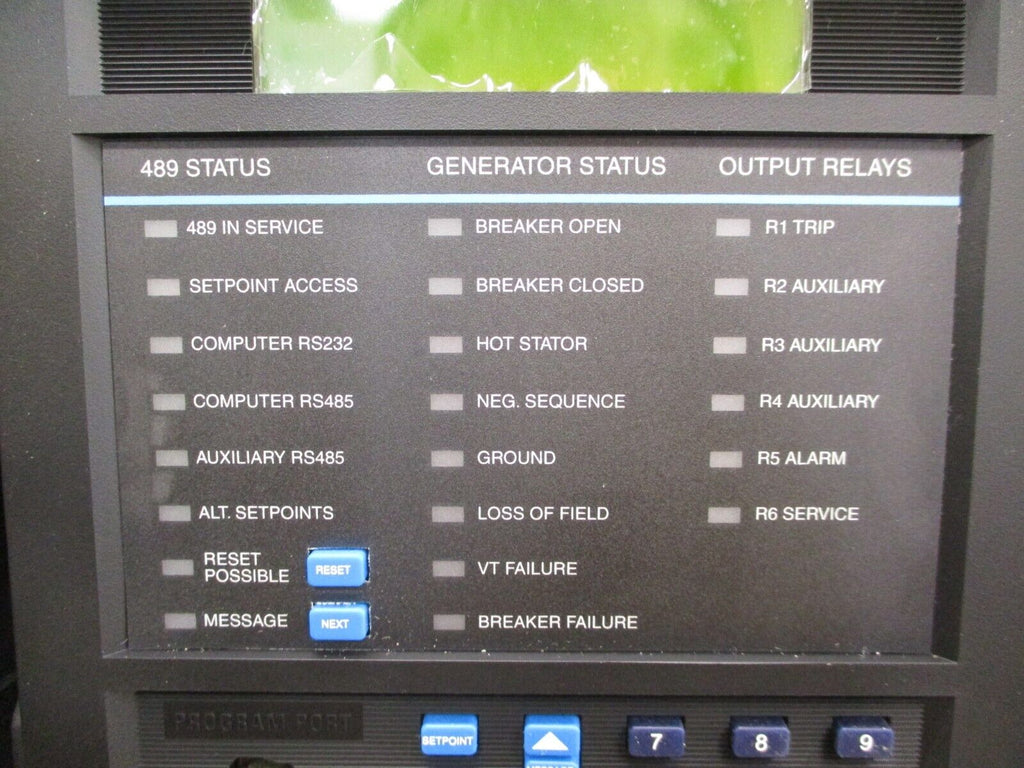 489 STATUS
GENERATOR STATUS
OUTPUT RELAYS
489 IN SERVICE
BREAKER OPEN
R1 TRIP
SETPOINT ACCESS
BREAKER CLOSED
R2 AUXILIARY
COMPUTER RS232
HOT STATOR
R3 AUXILIARY
COMPUTER RS485
NEG. SEQUENCE
R4 AUXILIARY
AUXILIARY RS485
GROUND
R5 ALARM
ALT. SETPOINTS
LOSS OF FIELD
R6 SERVICE
RESET
POSSIBLE
RESET
VT FAILURE
MESSAGE
NEXT
BREAKER FAILURE
PROGRAM PORT
SETPOINT
7
8
9
MESSAGE